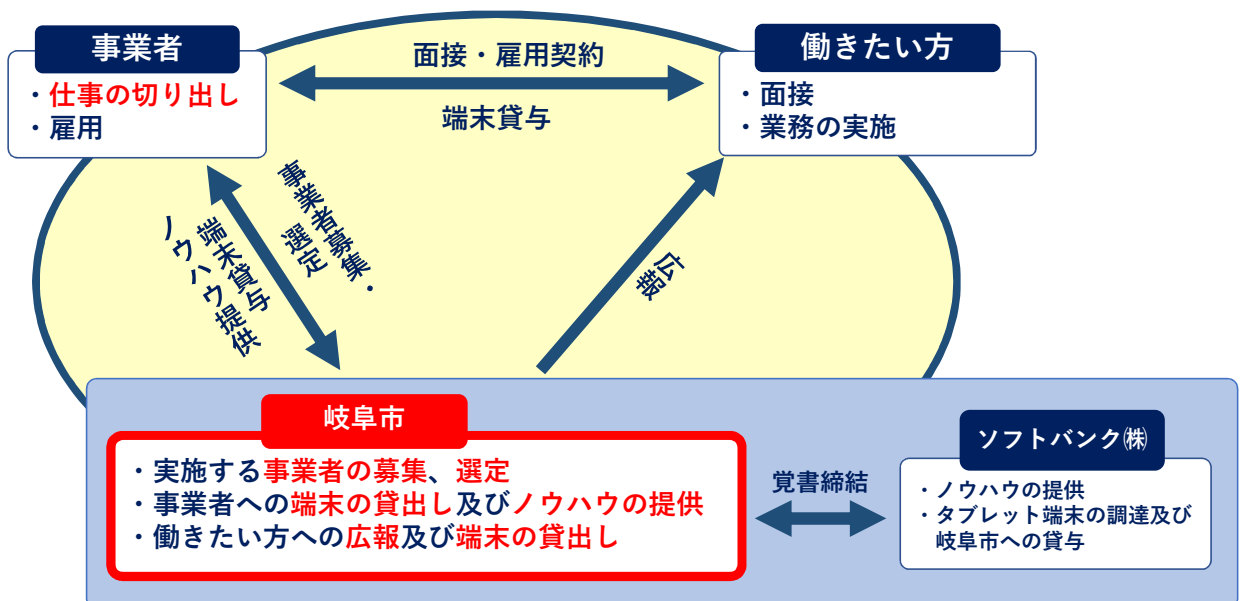 事業者
・仕事の切り出し
・雇用
面接・雇用契約
端末貸与
働きたい方
・面接
・業務の実施
事業者募集・
選定
端末貸与
ノウハウ提供
広報
岐阜市
・実施する事業者の募集、選定
・事業者への端末の貸出し及びノウハウの提供
・働きたい方への広報及び端末の貸出し
覚書締結
ソフトバンク㈱
・ノウハウの提供
・タブレット端末の調達及び
岐阜市への貸与